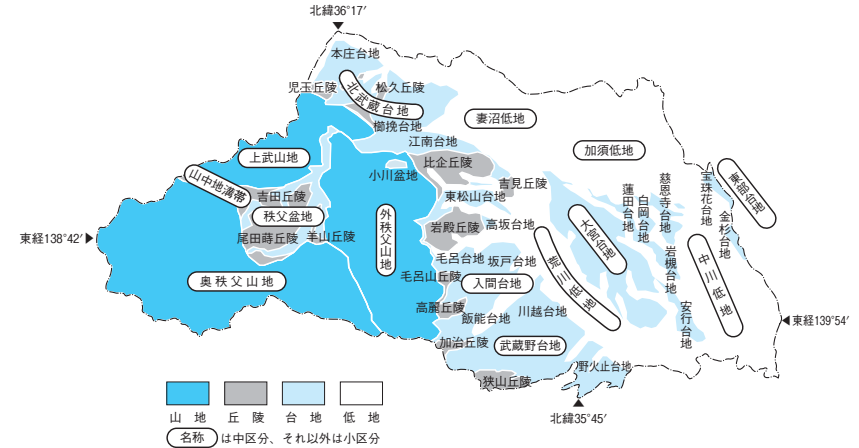 北緯36°17′
本庄台地
児玉丘陵
松久丘陵
北武蔵台地
櫛挽台地
妻沼低地
江南台地
加須低地
上武山地
比企丘陵
小川盆地
山中地溝帯
吉田丘陵
吉見丘陵
東松山台地
秩父盆地
外秩父山地
尾田蒔丘陵
羊山丘陵
岩殿丘陵
高坂台地
大宮台地
蓮田台地
白岡台地
慈恩寺台地
宝珠花台地
東部台地
金杉台地
東経138°42′
奥秩父山地
毛呂台地
坂戸台地
荒川低地
岩槻台地
中川低地
毛呂山丘陵
入間台地
高麗丘陵
飯能台地
川越台地
安行台地
東経139°54′
加治丘陵
武蔵野台地
野火止台地
狭山丘陵
北緯35°45′
山地
丘陵
台地
低地
名称 は中区分、それ以外は小区分